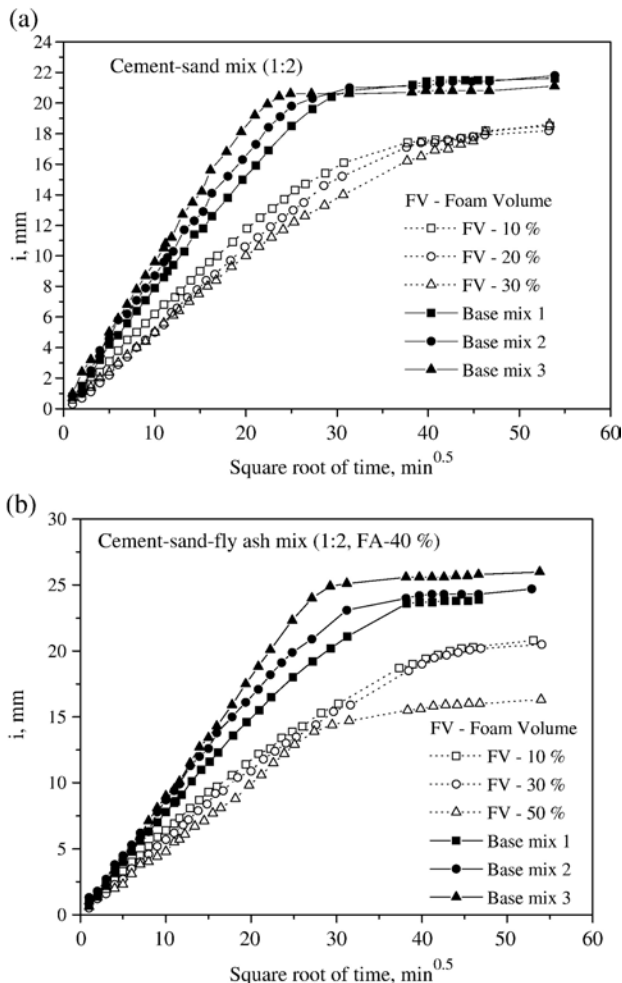 (a)
24
22
20
18
16
14
12
10
8
6
4
2
0
i, mm
Cement-sand mix (1:2)
FV - Foam Volume
FV - 10 %
FV - 20 %
FV - 30 %
Base mix 1
Base mix 2
Base mix 3
0 10 20 30 40 50 60
Square root of time, min^0.5
(b)
30
25
20
15
10
5
0
i, mm
Cement-sand-fly ash mix (1:2, FA-40 %)
FV - Foam Volume
FV - 10 %
FV - 30 %
FV - 50 %
Base mix 1
Base mix 2
Base mix 3
0 10 20 30 40 50 60
Square root of time, min^0.5